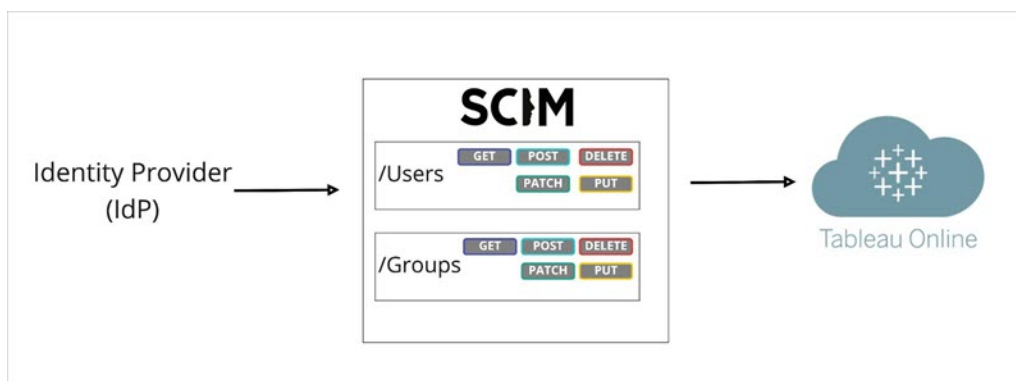 Identity Provider
(IdP)
SCIM
/Users
GET POST DELETE
PATCH PUT
/Groups
GET POST DELETE
PATCH PUT
Tableau Online